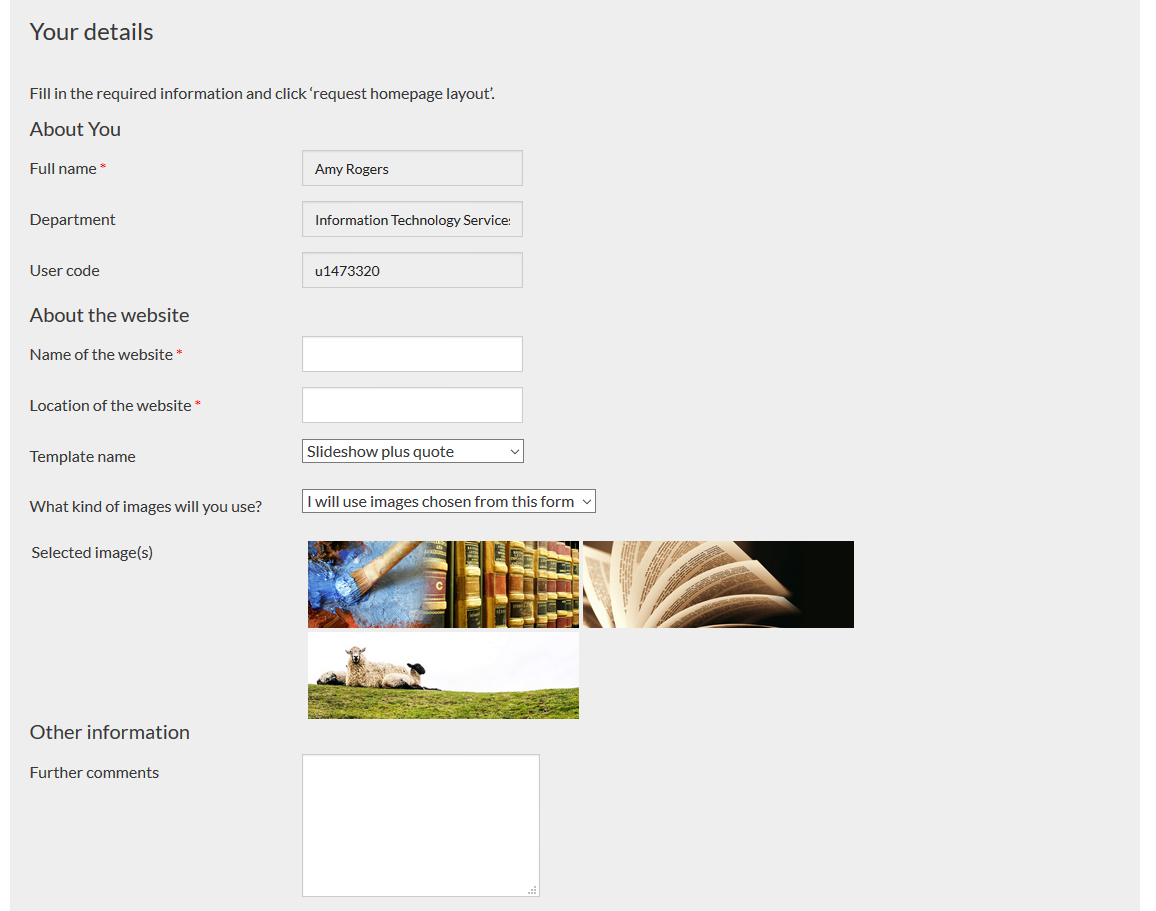 Your details
Fill in the required information and click ‘request homepage layout’.
About You
Full name * Amy Rogers
Department Information Technology Services
User code u1473320
About the website
Name of the website *
Location of the website *
Template name Slideshow plus quote
What kind of images will you use? I will use images chosen from this form
Selected image(s)
C
Other information
Further comments